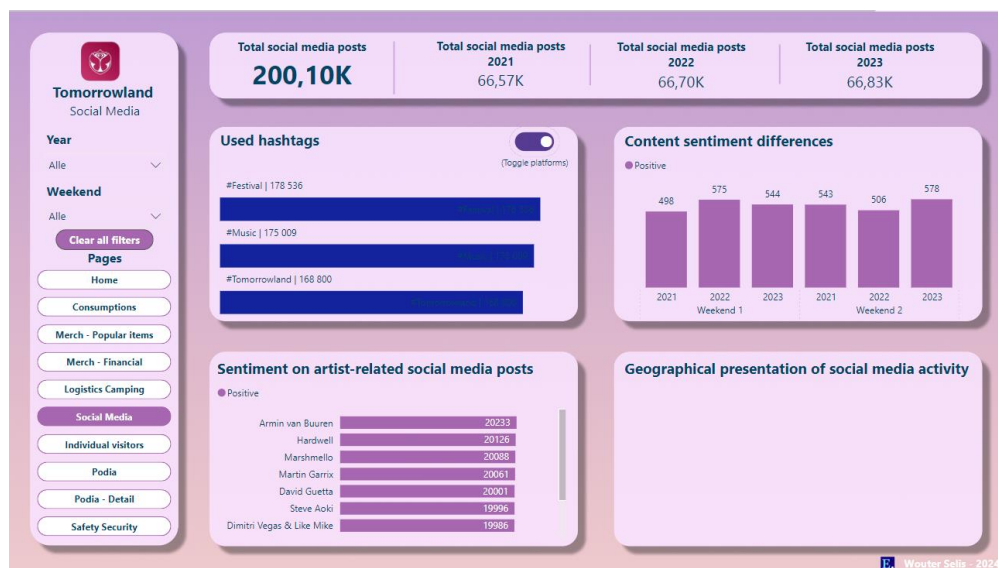 Tomorrowland
Social Media
Year
Alle
Weekend
Alle
Clear all filters
Pages
Home
Consumptions
Merch - Popular items
Merch - Financial
Logistics Camping
Social Media
Individual visitors
Podia
Podia - Detail
Safety Security
Total social media posts
200,10K
Total social media posts
2021
66,57K
Total social media posts
2022
66,70K
Total social media posts
2023
66,83K
Used hashtags
(Toggle platforms)
#Festival | 178 536
#Music | 175 009
#Tomorrowland | 168 800
Content sentiment differences
Positive
498 575 544 543 506 578
2021 2022 2023 2021 2022 2023
Weekend 1 Weekend 2
Sentiment on artist-related social media posts
Positive
Armin van Buuren 20233
Hardwell 20126
Marshmello 20088
Martin Garrix 20061
David Guetta 20001
Steve Aoki 19996
Dimitri Vegas & Like Mike 19986
Geographical presentation of social media activity
E. Wouter Selis - 2024